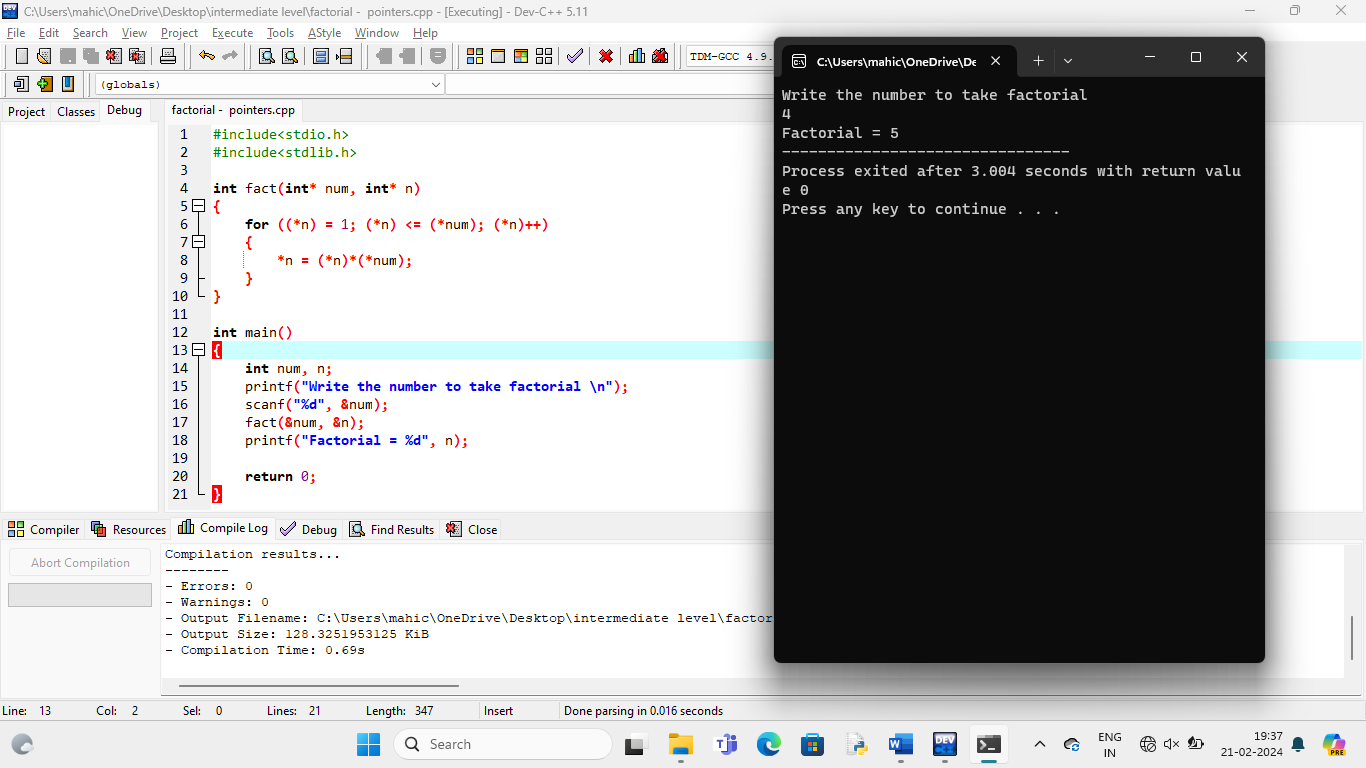 C:\Users\mahic\OneDrive\Desktop\intermediate level\factorial - pointers.cpp - [Executing] - Dev-C++ 5.11
File Edit Search View Project Execute Tools AStyle Window Help
TDM-GCC 4.9.
(globals)
Project Classes Debug
factorial - pointers.cpp
1 #include<stdio.h>
2 #include<stdlib.h>
3
4 int fact(int* num, int* n)
5 {
6 for ((*n) = 1; (*n) <= (*num); (*n)++)
7 {
8 *n = (*n)*(*num);
9 }
10 }
11
12 int main()
13 {
14 int num, n;
15 printf("Write the number to take factorial \n");
16 scanf("%d", &num);
17 fact(&num, &n);
18 printf("Factorial = %d", n);
19
20 return 0;
21 }
C:\Users\mahic\OneDrive\De
Write the number to take factorial
4
Factorial = 5
--------------------------------
Process exited after 3.004 seconds with return valu
e 0
Press any key to continue . . .
Compiler Resources Compile Log Debug Find Results Close
Abort Compilation
Compilation results...
--------
- Errors: 0
- Warnings: 0
- Output Filename: C:\Users\mahic\OneDrive\Desktop\intermediate level\factor
- Output Size: 128.3251953125 KiB
- Compilation Time: 0.69s
Line: 13 Col: 2 Sel: 0 Lines: 21 Length: 347 Insert Done parsing in 0.016 seconds
Search
DEV
ENG
IN
19:37
21-02-2024
PRE